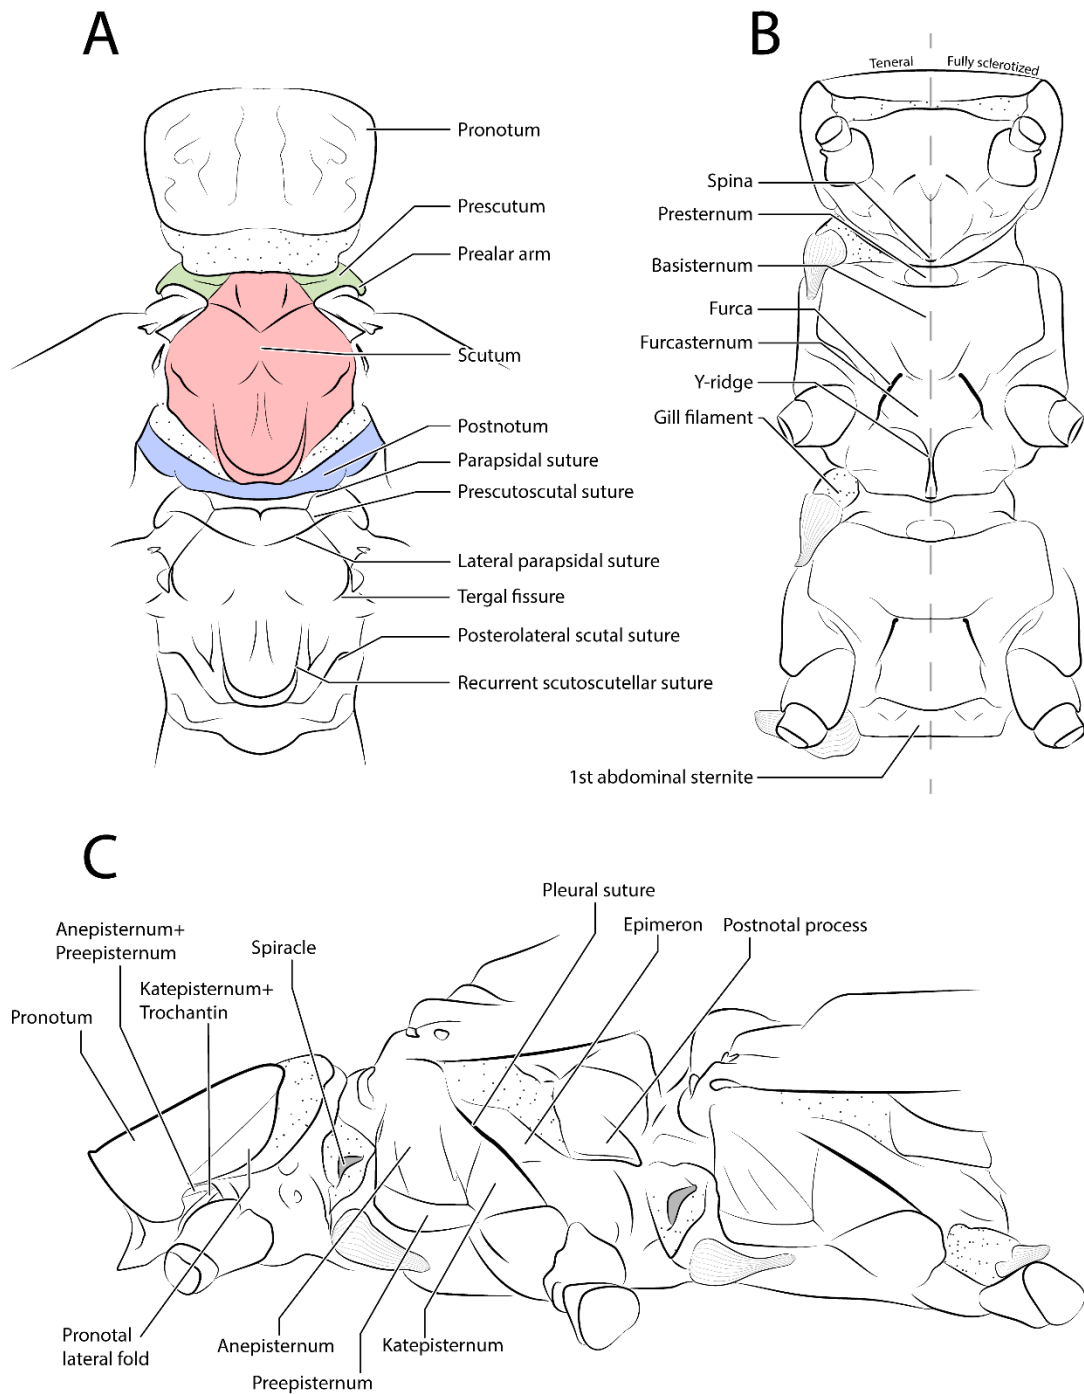 A
Pronotum
Prescutum
Prealar arm
Scutum
Postnotum
Parapsidal suture
Prescutoscutal suture
Lateral parapsidal suture
Tergal fissure
Posterolateral scutal suture
Recurrent scutoscutellar suture
B
Teneral
Fully sclerotized
Spina
Presternum
Basisternum
Furca
Furcasternum
Y-ridge
Gill filament
1st abdominal sternite
C
Pleural suture
Epimeron
Postnotal process
Anepisternum+
Preepisternum
Spiracle
Katepisternum+
Trochantin
Pronotum
Pronotal
lateral fold
Anepisternum
Katepisternum
Preepisternum